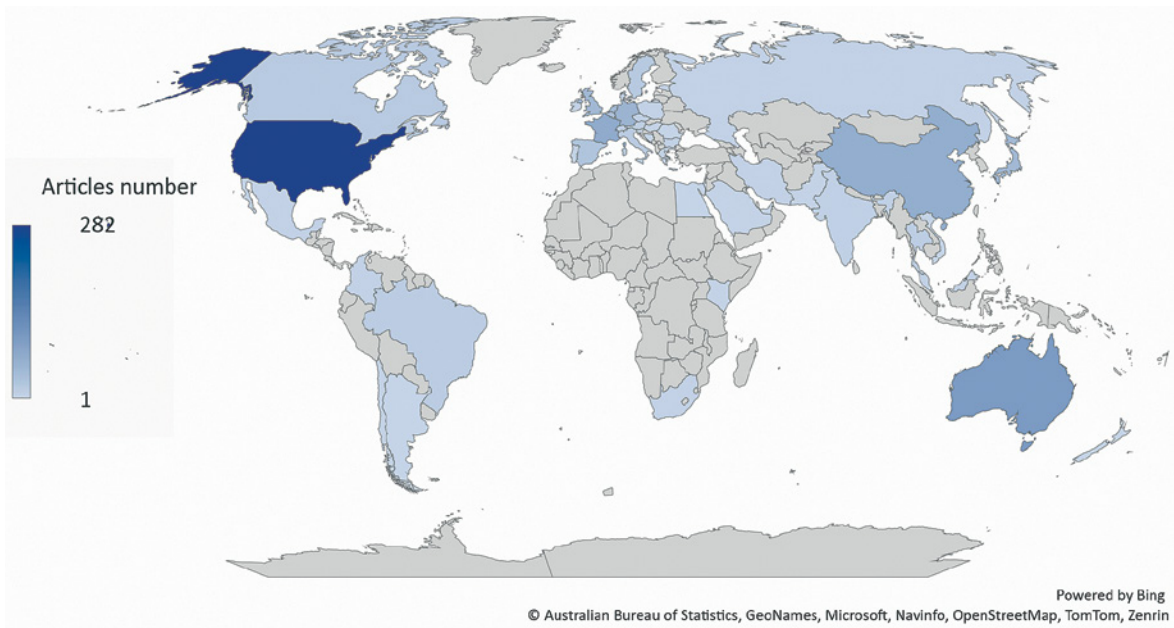 Articles number
282
1
Powered by Bing
© Australian Bureau of Statistics, GeoNames, Microsoft, Navinfo, OpenStreetMap, TomTom, Zenrin